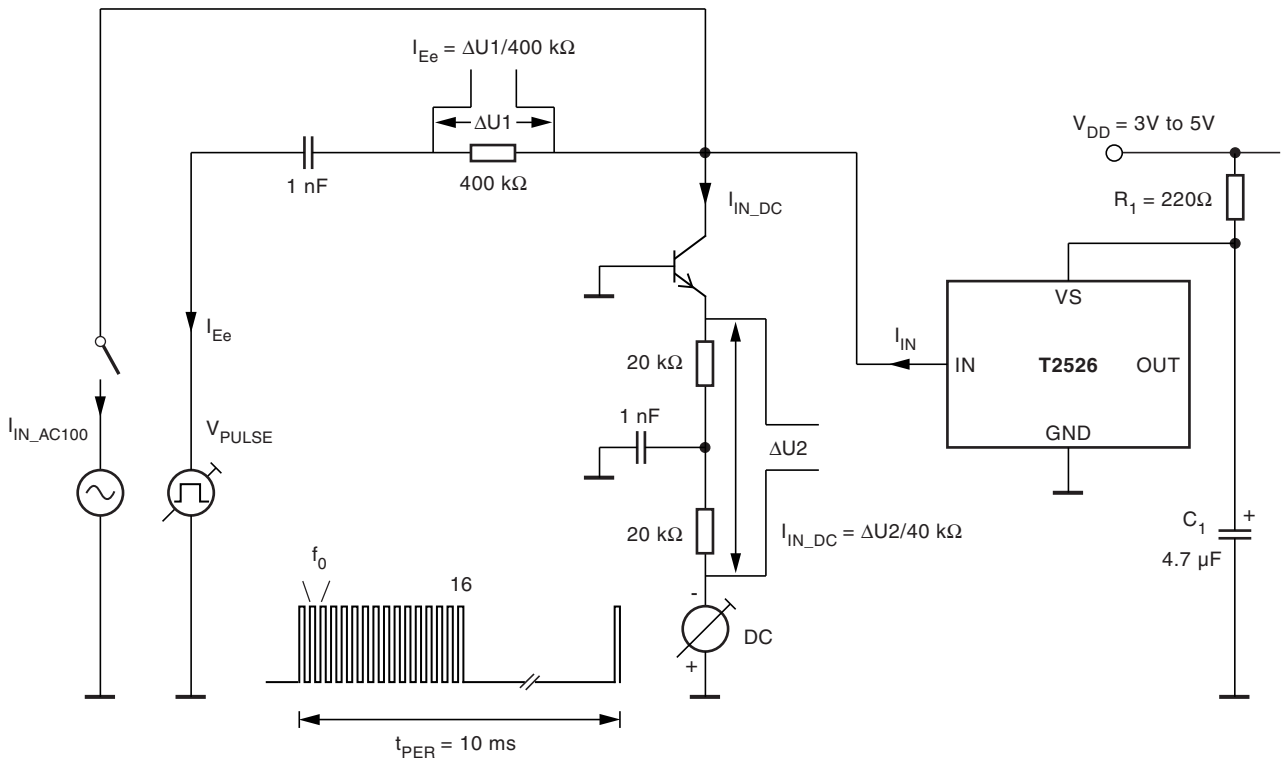 I_Ee = ΔU1/400 kΩ
ΔU1
V_DD = 3V to 5V
1 nF
400 kΩ
R_1 = 220Ω
I_IN_DC
VS
I_Ee
I_IN
20 kΩ
IN
T2526
OUT
1 nF
I_IN_AC100
V_PULSE
GND
ΔU2
20 kΩ
I_IN_DC = ΔU2/40 kΩ
C_1
+
4.7 µF
f_0
16
-
DC
+
t_PER = 10 ms